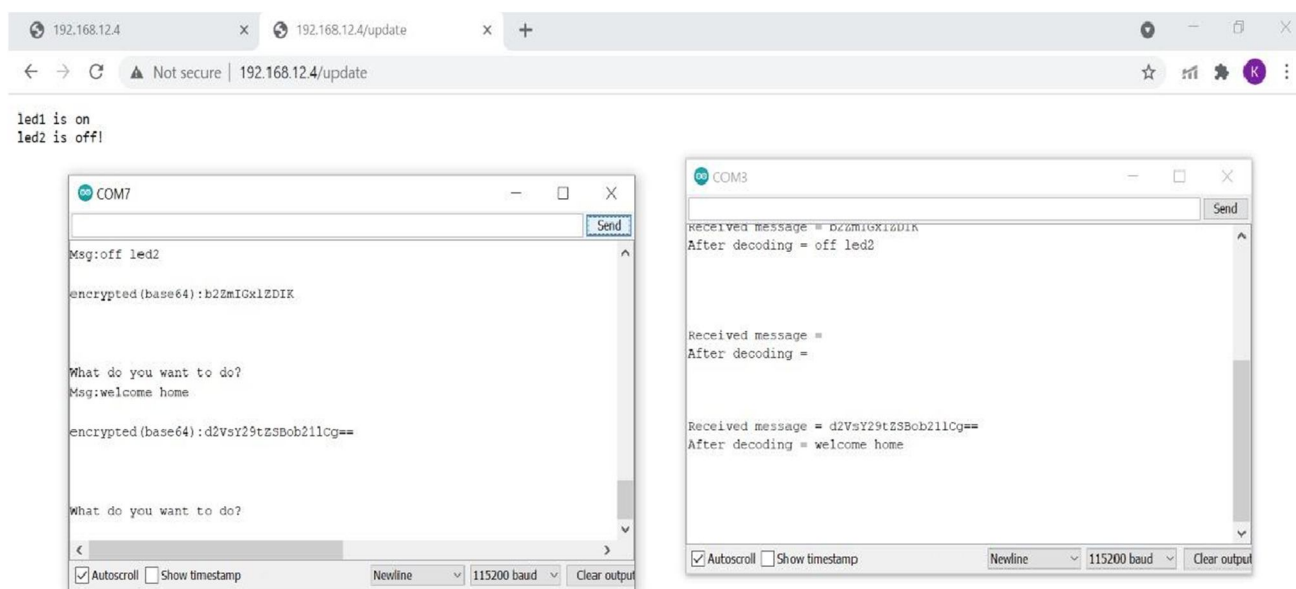 192.168.12.4
192.168.12.4/update
Not secure | 192.168.12.4/update
K
led1 is on
led2 is off!
COM7
Send
Msg:off led2
encrypted(base64):b2ZmIGxlZDIK
What do you want to do?
Msg:welcome home
encrypted(base64):d2VsY29tZSBob21lCg==
What do you want to do?
Autoscroll Show timestamp Newline 115200 baud Clear output
COM3
Send
Received message = b2ZmIGxlZDIK
After decoding = off led2
Received message =
After decoding =
Received message = d2VsY29tZSBob21lCg==
After decoding = welcome home
Autoscroll Show timestamp Newline 115200 baud Clear output